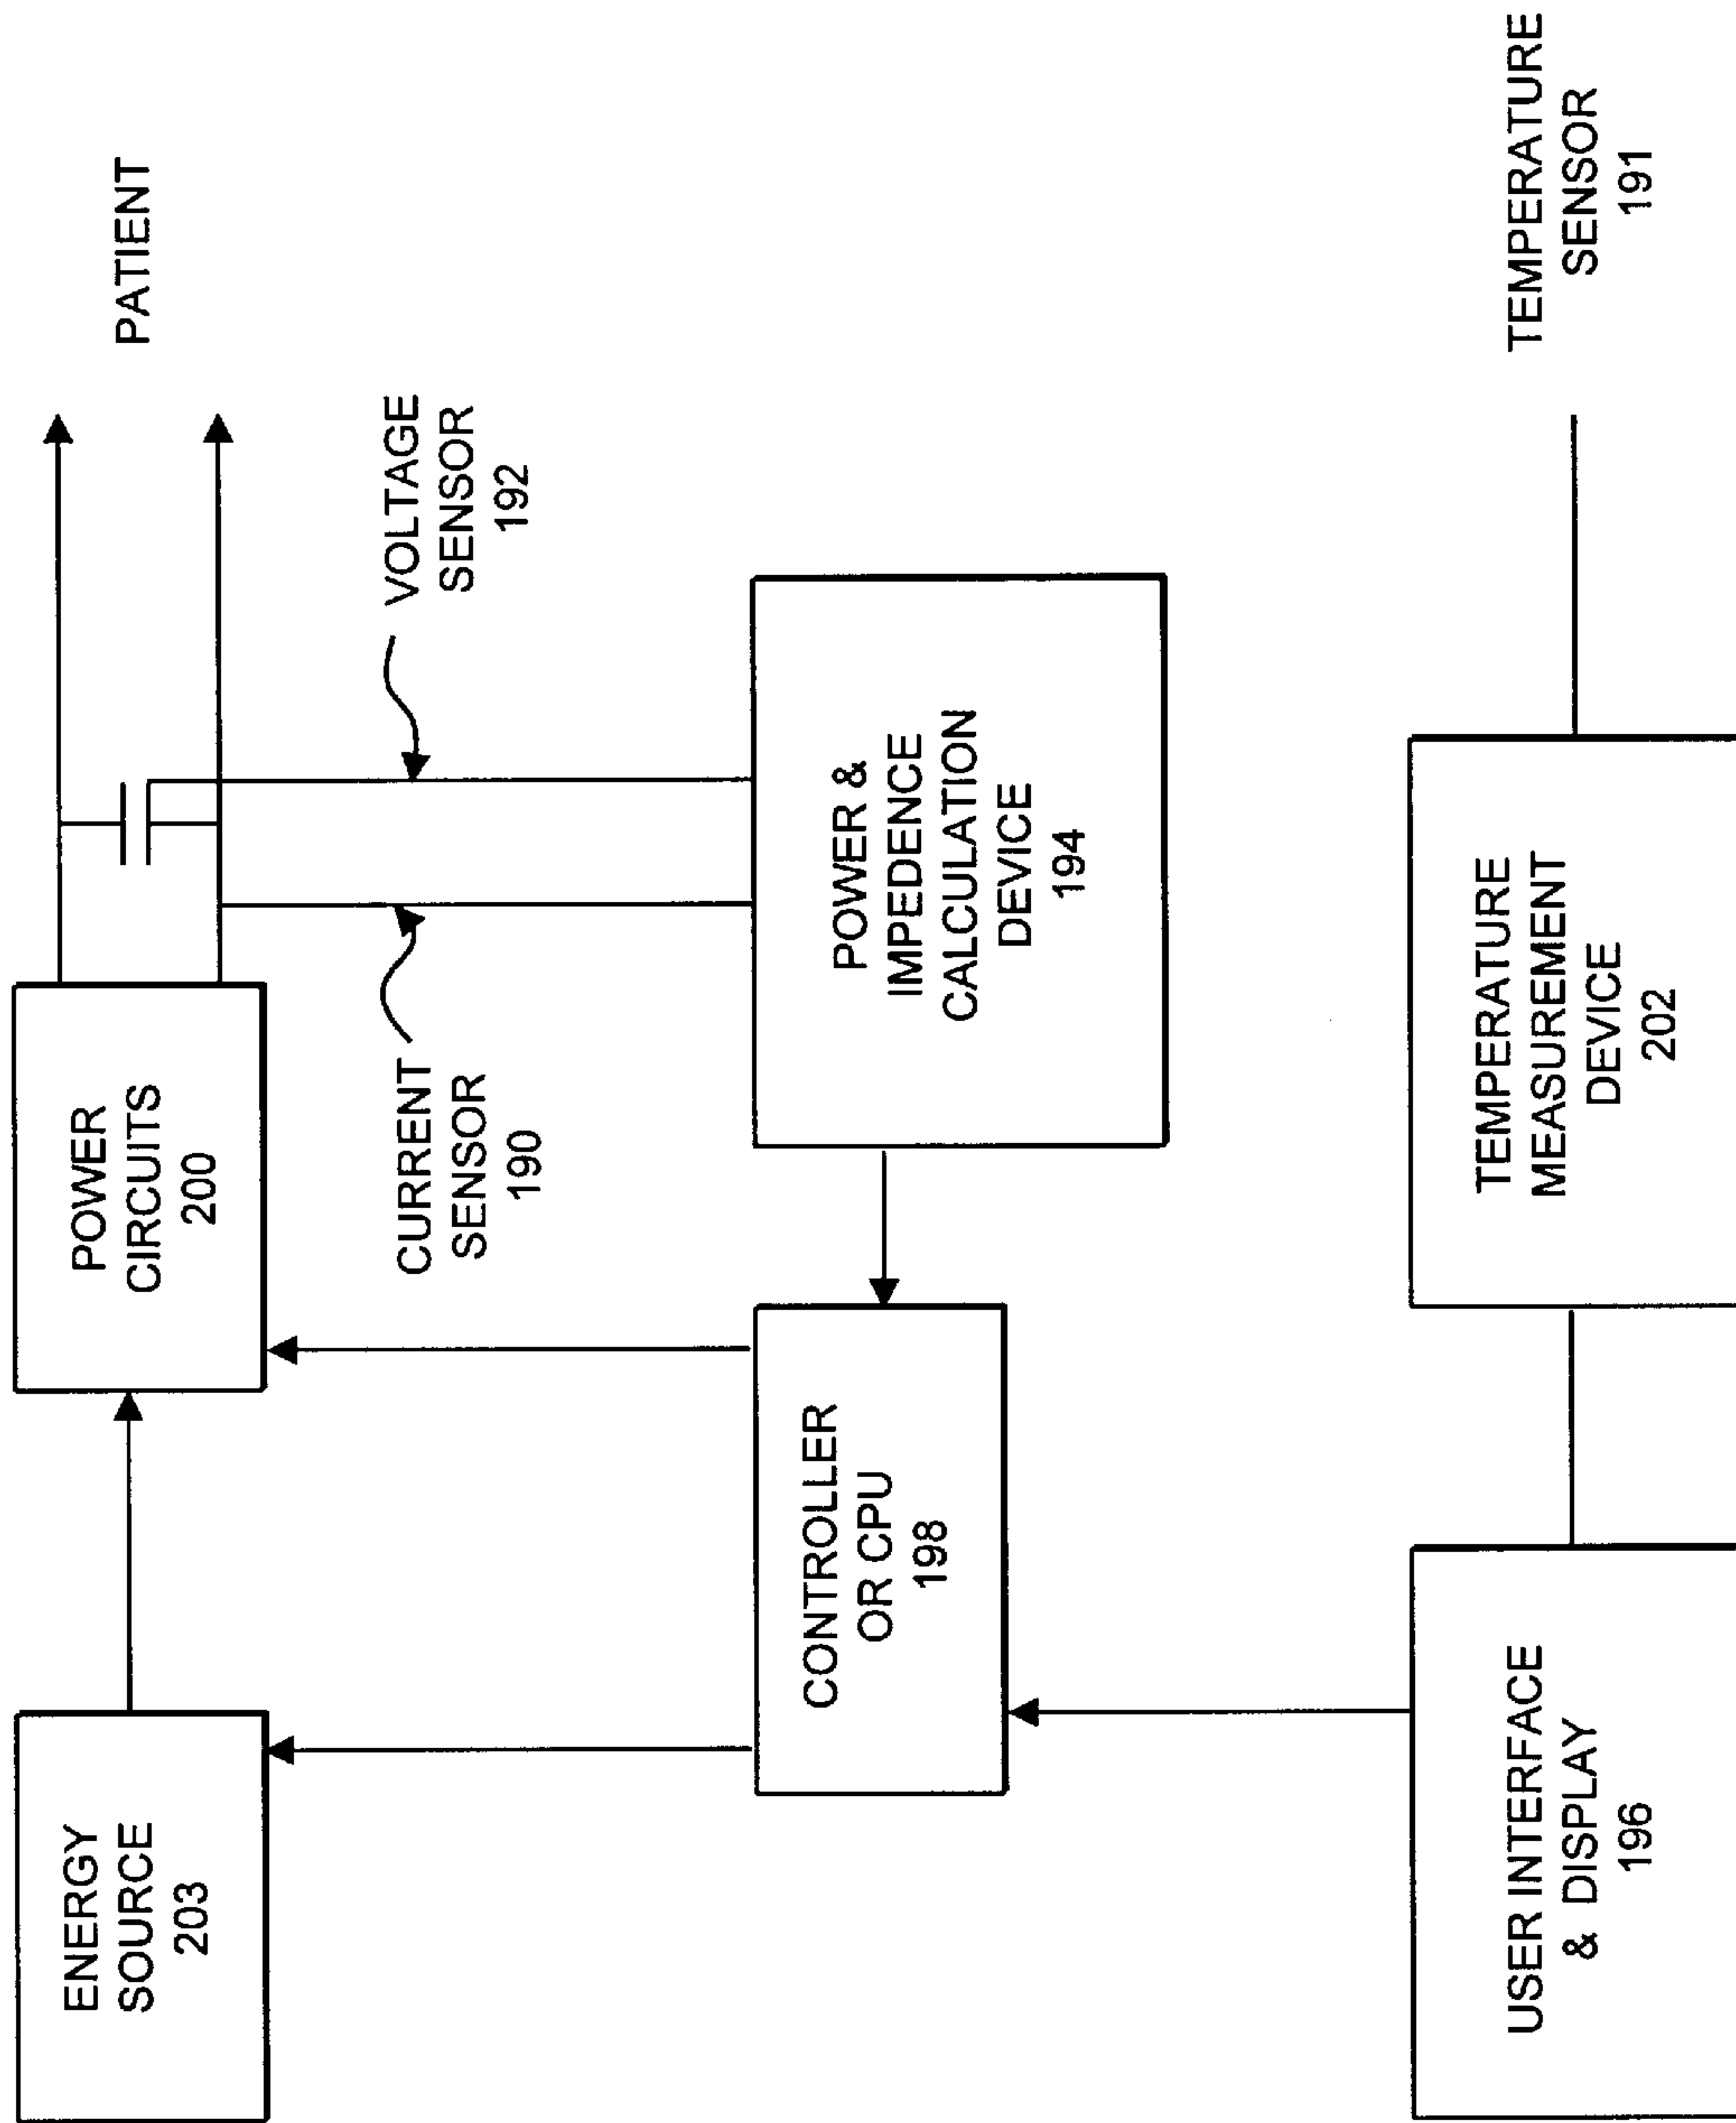 ENERGY
SOURCE
203
POWER
CIRCUITS
200
PATIENT
CURRENT
SENSOR
190
VOLTAGE
SENSOR
192
CONTROLLER
OR CPU
198
POWER &
IMPEDENCE
CALCULATION
DEVICE
194
USER INTERFACE
& DISPLAY
196
TEMPERATURE
MEASUREMENT
DEVICE
202
TEMPERATURE
SENSOR
191